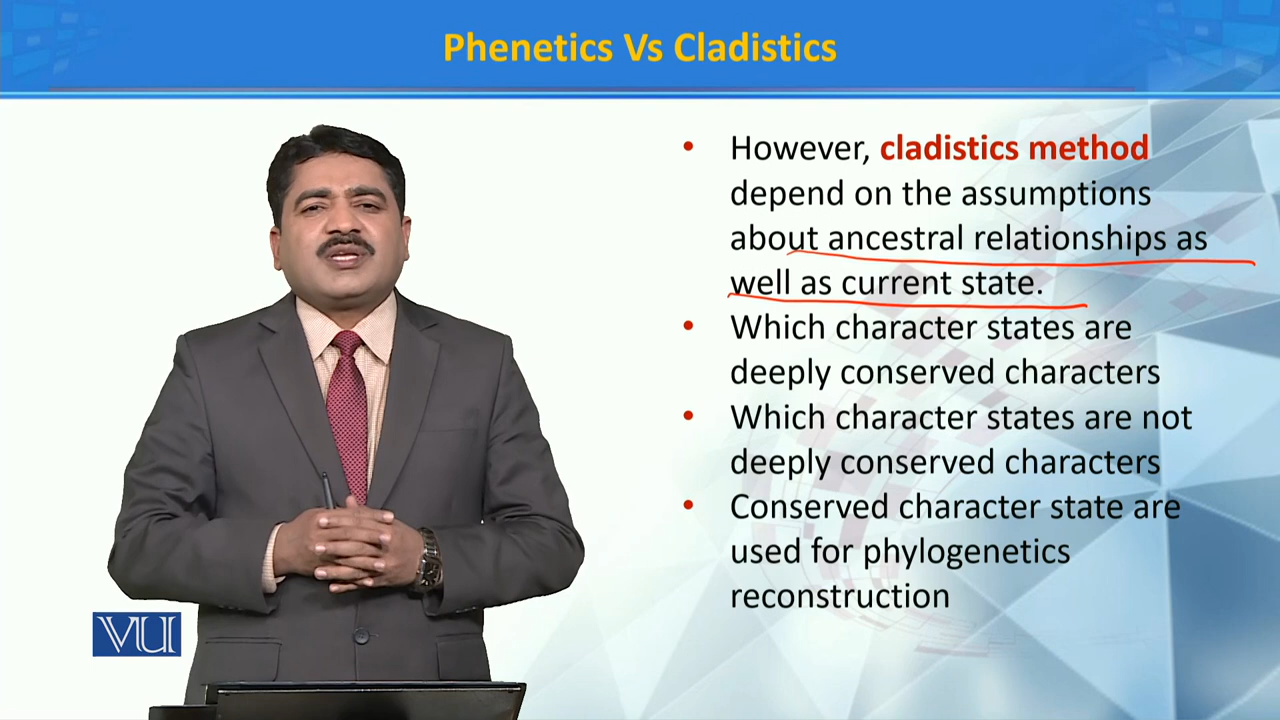 Phenetics Vs Cladistics
• However, cladistics method
depend on the assumptions
about ancestral relationships as
well as current state.
• Which character states are
deeply conserved characters
• Which character states are not
deeply conserved characters
• Conserved character state are
used for phylogenetics
reconstruction
VU